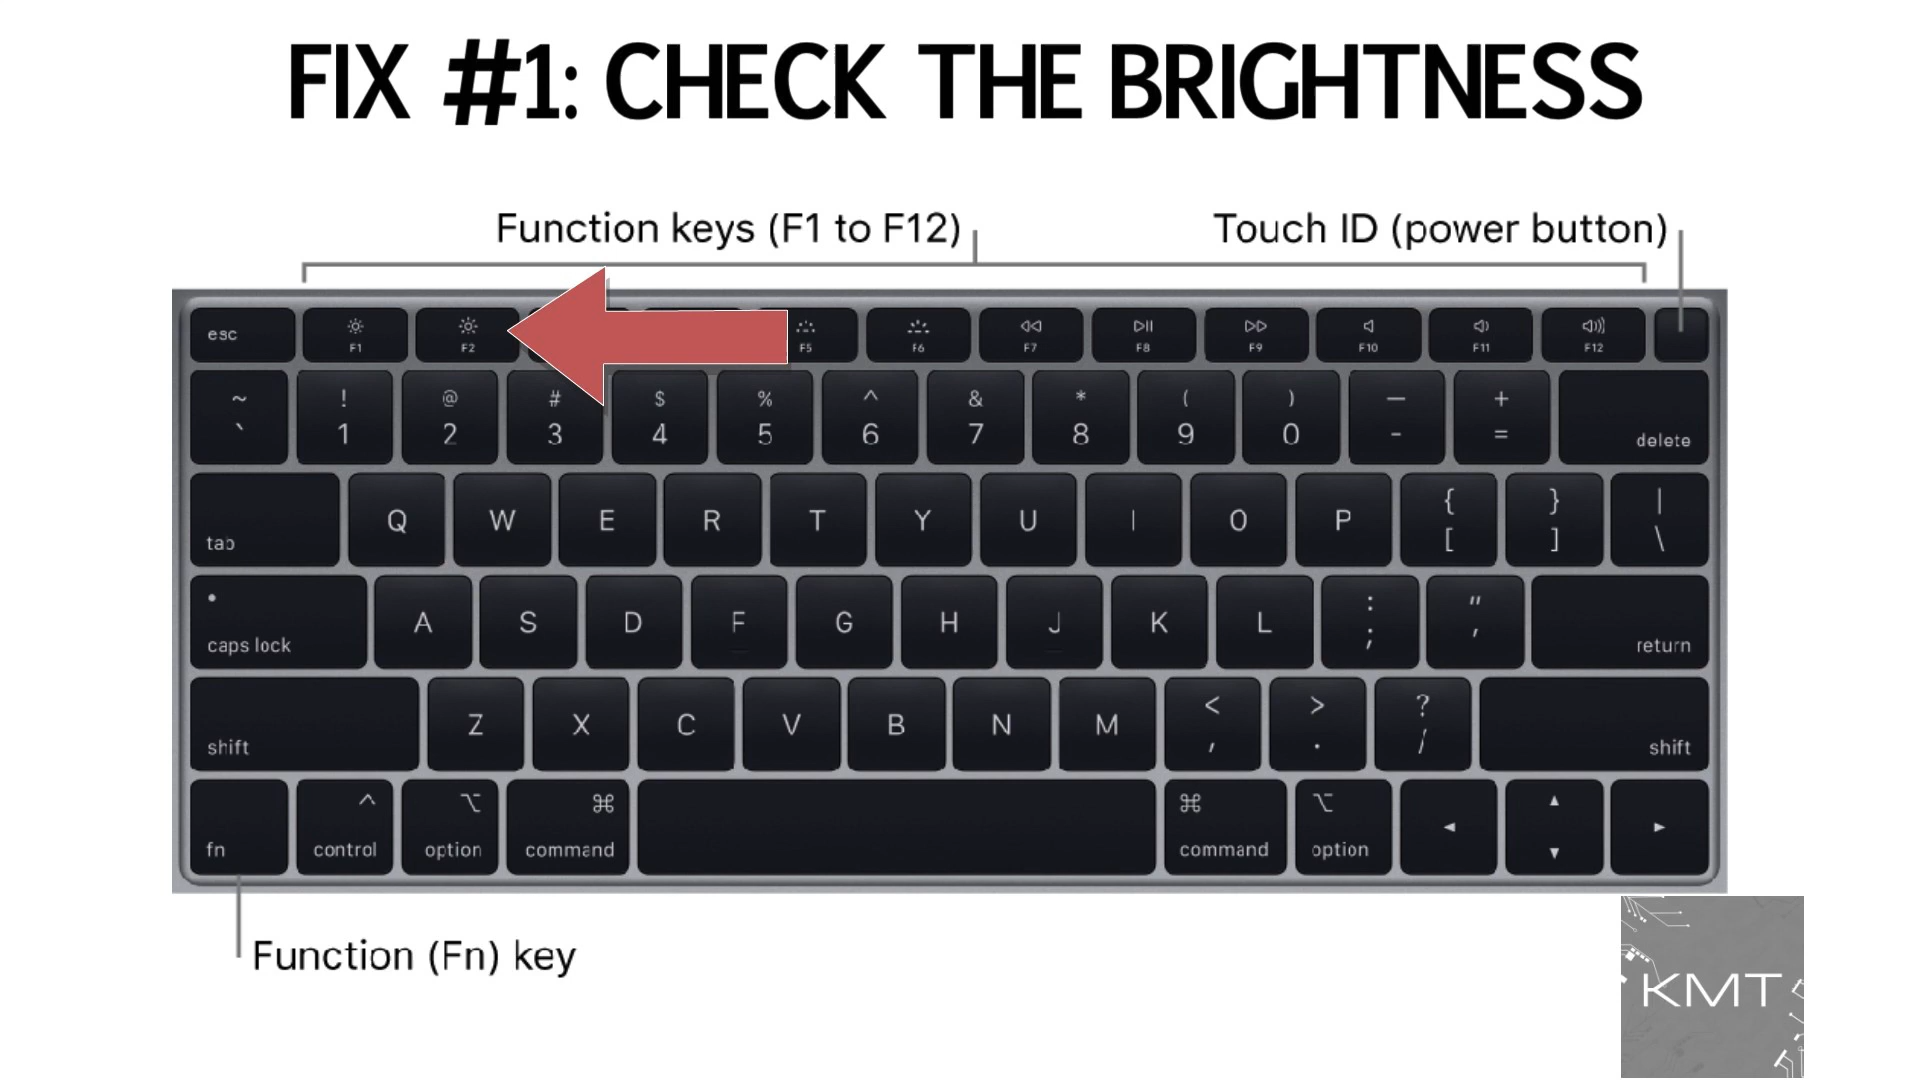 FIX #1: CHECK THE BRIGHTNESS
Function keys (F1 to F12)
Touch ID (power button)
esc F1 F2 F5 F6 F7 F8 F9 F10 F11 F12
~ ! @ # $ % ^ & * ( ) — +
` 1 2 3 4 5 6 7 8 9 0 - = delete
tab Q W E R T Y U I O P { [ } ] | \
caps lock A S D F G H J K L : ; " ' return
shift Z X C V B N M < , > . ? / shift
fn control option command command option
Function (Fn) key
KMT